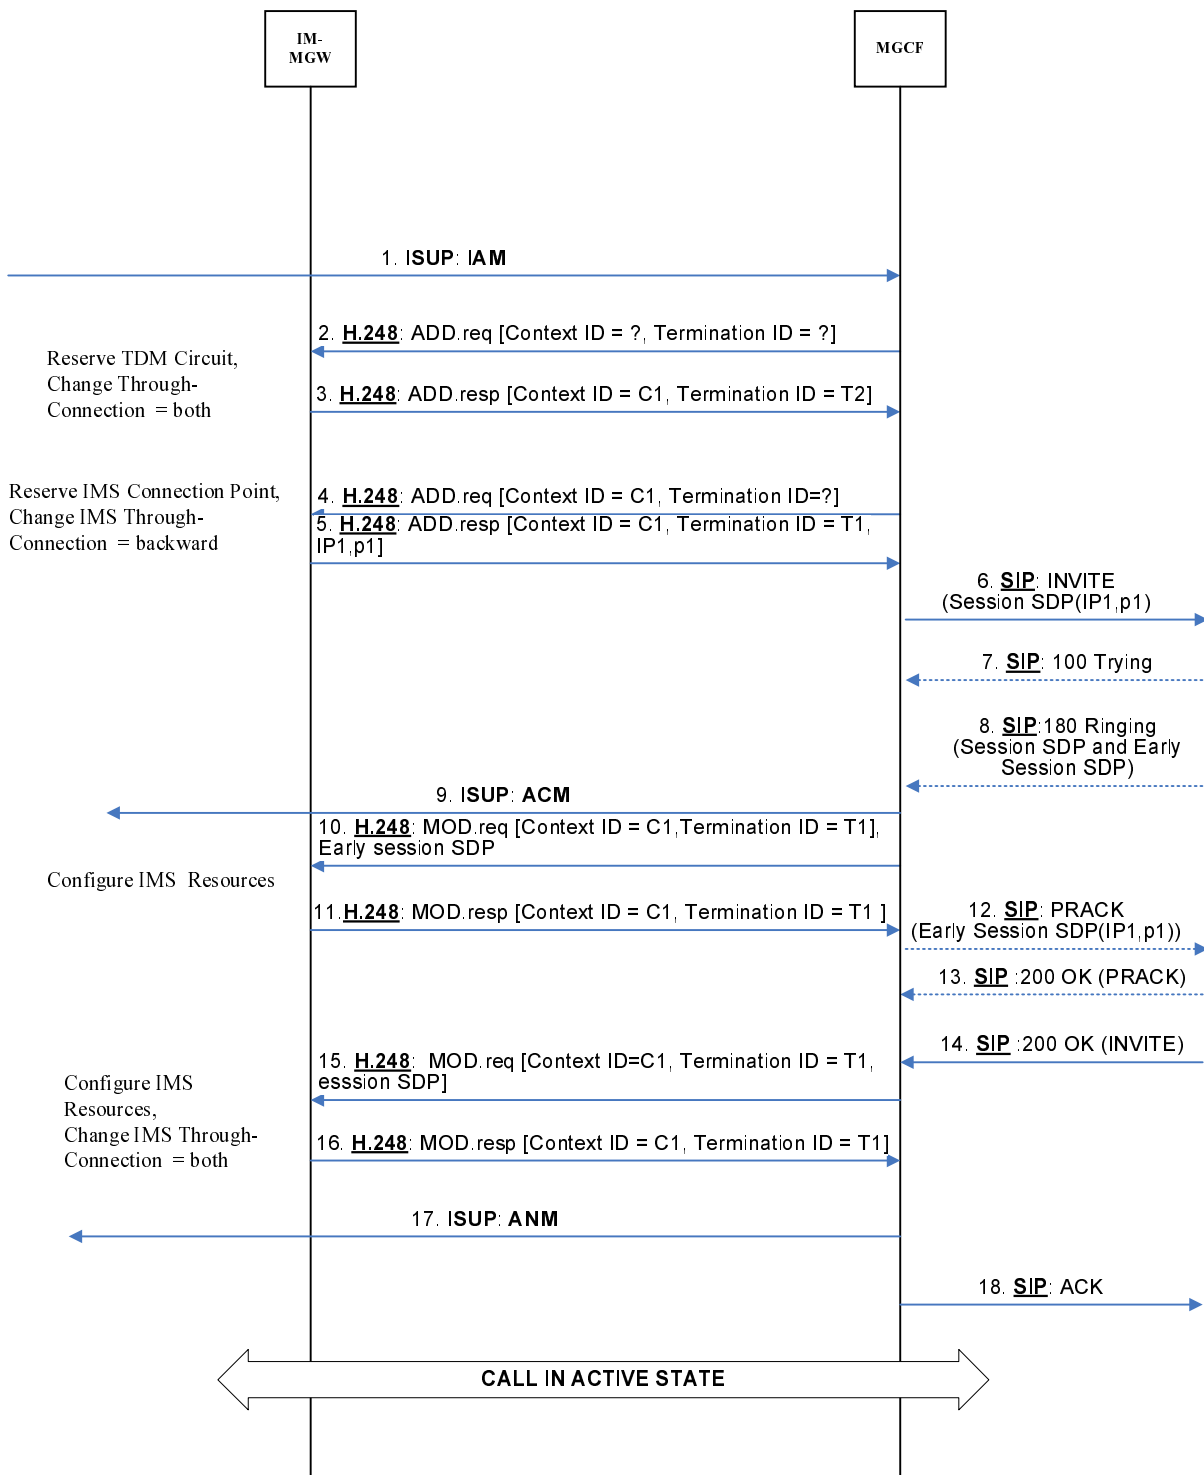 IM-
MGW
MGCF
1. ISUP: IAM
2. H.248: ADD.req [Context ID = ?, Termination ID = ?]
Reserve TDM Circuit,
Change Through-
Connection = both
3. H.248: ADD.resp [Context ID = C1, Termination ID = T2]
Reserve IMS Connection Point,
Change IMS Through-
Connection = backward
4. H.248: ADD.req [Context ID = C1, Termination ID=?]
5. H.248: ADD.resp [Context ID = C1, Termination ID = T1,
IP1,p1]
6. SIP: INVITE
(Session SDP(IP1,p1)
7. SIP: 100 Trying
8. SIP:180 Ringing
(Session SDP and Early
Session SDP)
9. ISUP: ACM
10. H.248: MOD.req [Context ID = C1,Termination ID = T1],
Early session SDP
Configure IMS Resources
11.H.248: MOD.resp [Context ID = C1, Termination ID = T1 ]
12. SIP: PRACK
(Early Session SDP(IP1,p1))
13. SIP :200 OK (PRACK)
14. SIP :200 OK (INVITE)
15. H.248: MOD.req [Context ID=C1, Termination ID = T1,
esssion SDP]
Configure IMS
Resources,
Change IMS Through-
Connection = both
16. H.248: MOD.resp [Context ID = C1, Termination ID = T1]
17. ISUP: ANM
18. SIP: ACK
CALL IN ACTIVE STATE